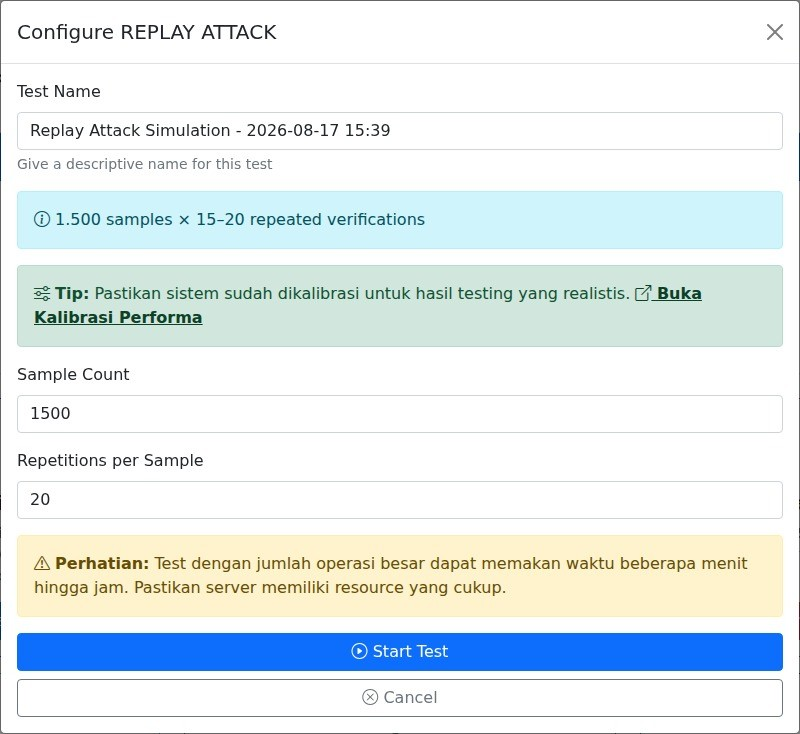 Configure REPLAY ATTACK
Test Name
Replay Attack Simulation - 2026-08-17 15:39
Give a descriptive name for this test
1.500 samples × 15–20 repeated verifications
Tip: Pastikan sistem sudah dikalibrasi untuk hasil testing yang realistis. Buka
Kalibrasi Performa
Sample Count
1500
Repetitions per Sample
20
Perhatian: Test dengan jumlah operasi besar dapat memakan waktu beberapa menit
hingga jam. Pastikan server memiliki resource yang cukup.
Start Test
Cancel